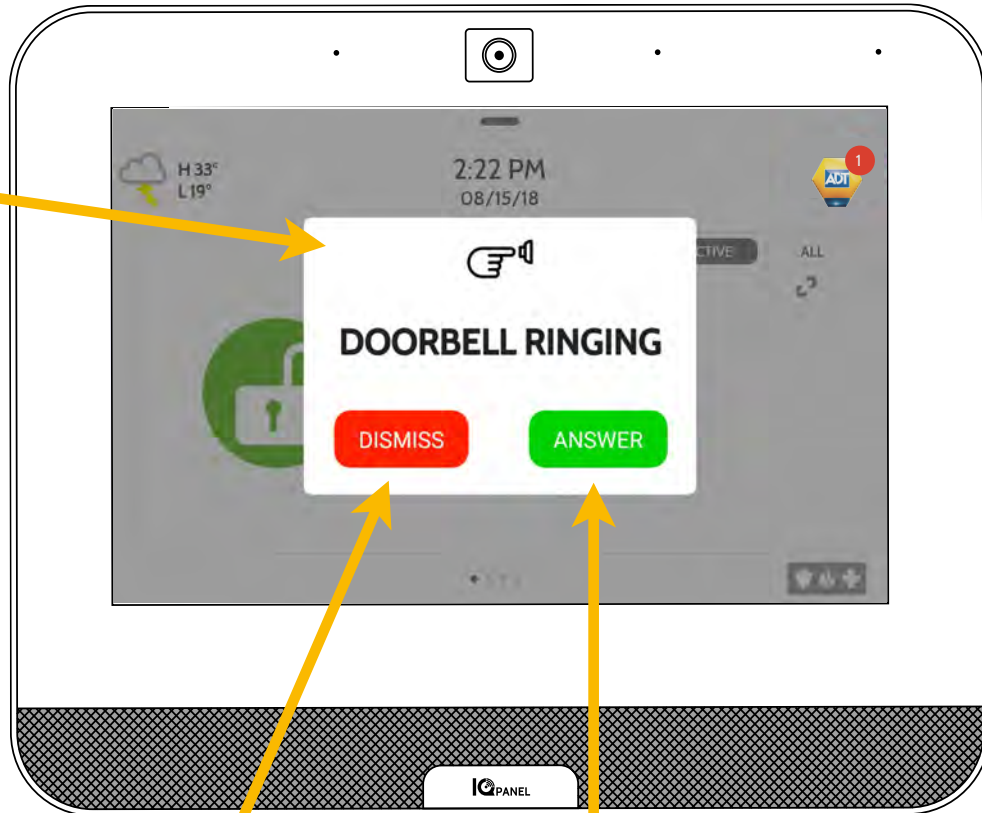 H 33°
L 19°
2:22 PM
08/15/18
ADT
1
CTIVE
ALL
DOORBELL RINGING
DISMISS
ANSWER
IQ PANEL